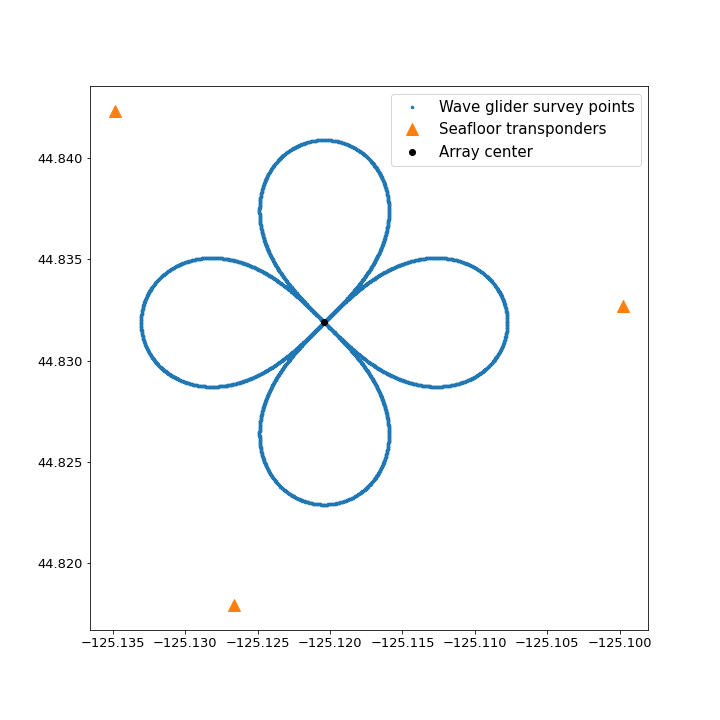 Wave glider survey points
Seafloor transponders
Array center
44.840
44.835
44.830
44.825
44.820
−125.135 −125.130 −125.125 −125.120 −125.115 −125.110 −125.105 −125.100